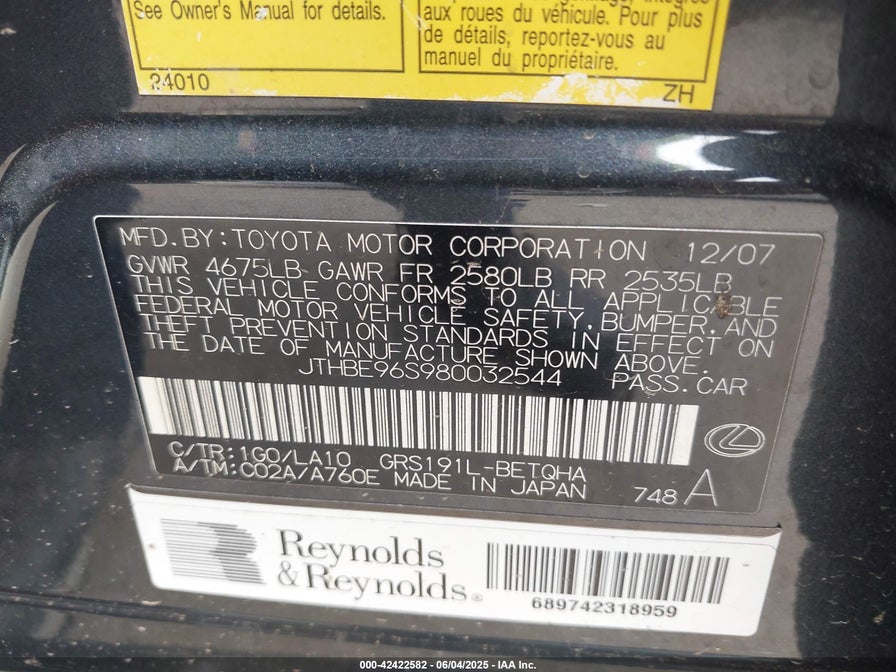 See Owner's Manual for details.
24010
aux roues du véhicule. Pour plus
de détails, reportez-vous au
manuel du propriétaire.
ZH
MFD.BY:TOYOTA MOTOR CORPORATION 12/07
GVWR 4675LB GAWR FR 2580LB RR 2535LB
THIS VEHICLE CONFORMS TO ALL APPLICABLE
FEDERAL MOTOR VEHICLE SAFETY,BUMPER,AND
THEFT PREVENTION STANDARDS IN EFFECT ON
THE DATE OF MANUFACTURE SHOWN ABOVE.
JTHBE96S980032544 PASS.CAR
C/TR:1G0/LA10 GRS191L-BETQHA
A/TM:C02A/A760E MADE IN JAPAN 748 A
Reynolds
& Reynolds®
689742318959
000-42422582 - 06/04/2025 - IAA Inc.